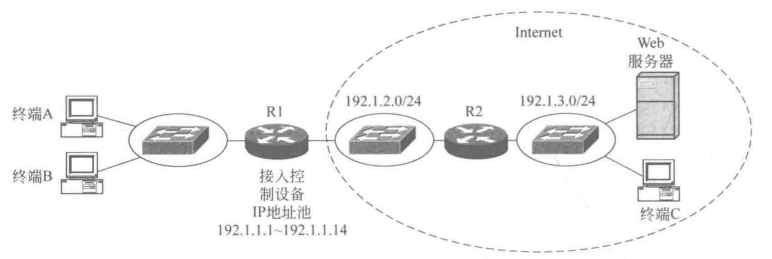 Internet
Web
服务器
终端A
R1
192.1.2.0/24
R2
192.1.3.0/24
终端B
接入控
制设备
IP地址池
192.1.1.1~192.1.1.14
终端C